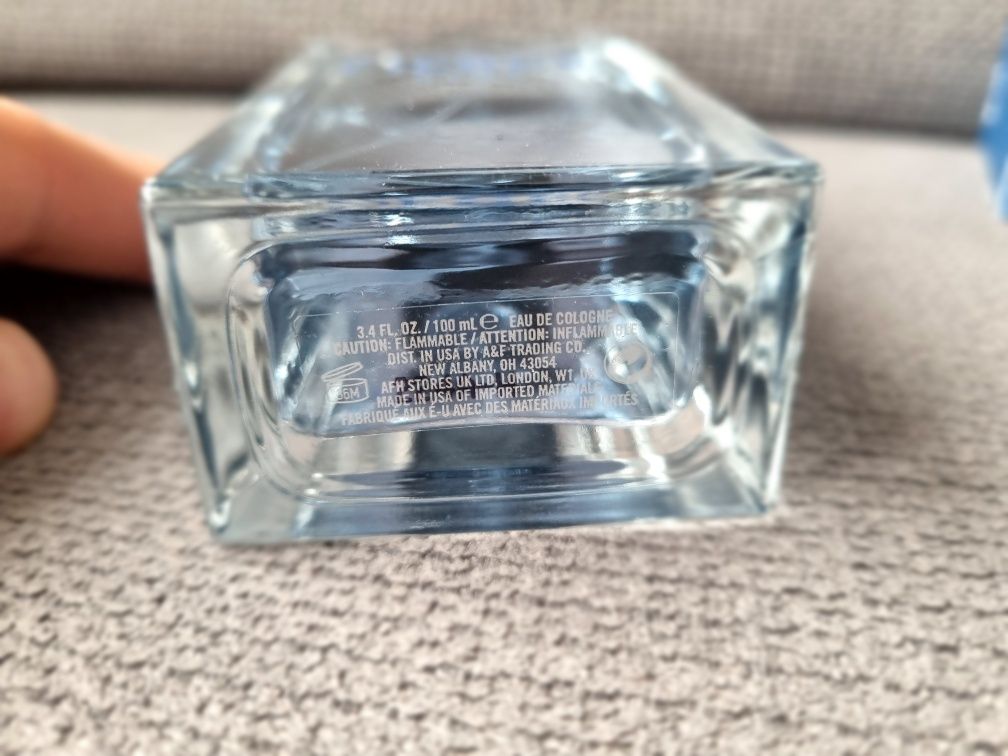 3.4 FL. OZ. / 100 mL ℮ EAU DE COLOGNE
CAUTION: FLAMMABLE / ATTENTION: INFLAMMABLE
DIST. IN USA BY A&F TRADING CO.
NEW ALBANY, OH 43054
AFH STORES UK LTD, LONDON, W1,
36M
MADE IN USA OF IMPORTED MATERIALS
FABRIQUÉ AUX É-U AVEC DES MATÉRIAUX IMPORTÉS